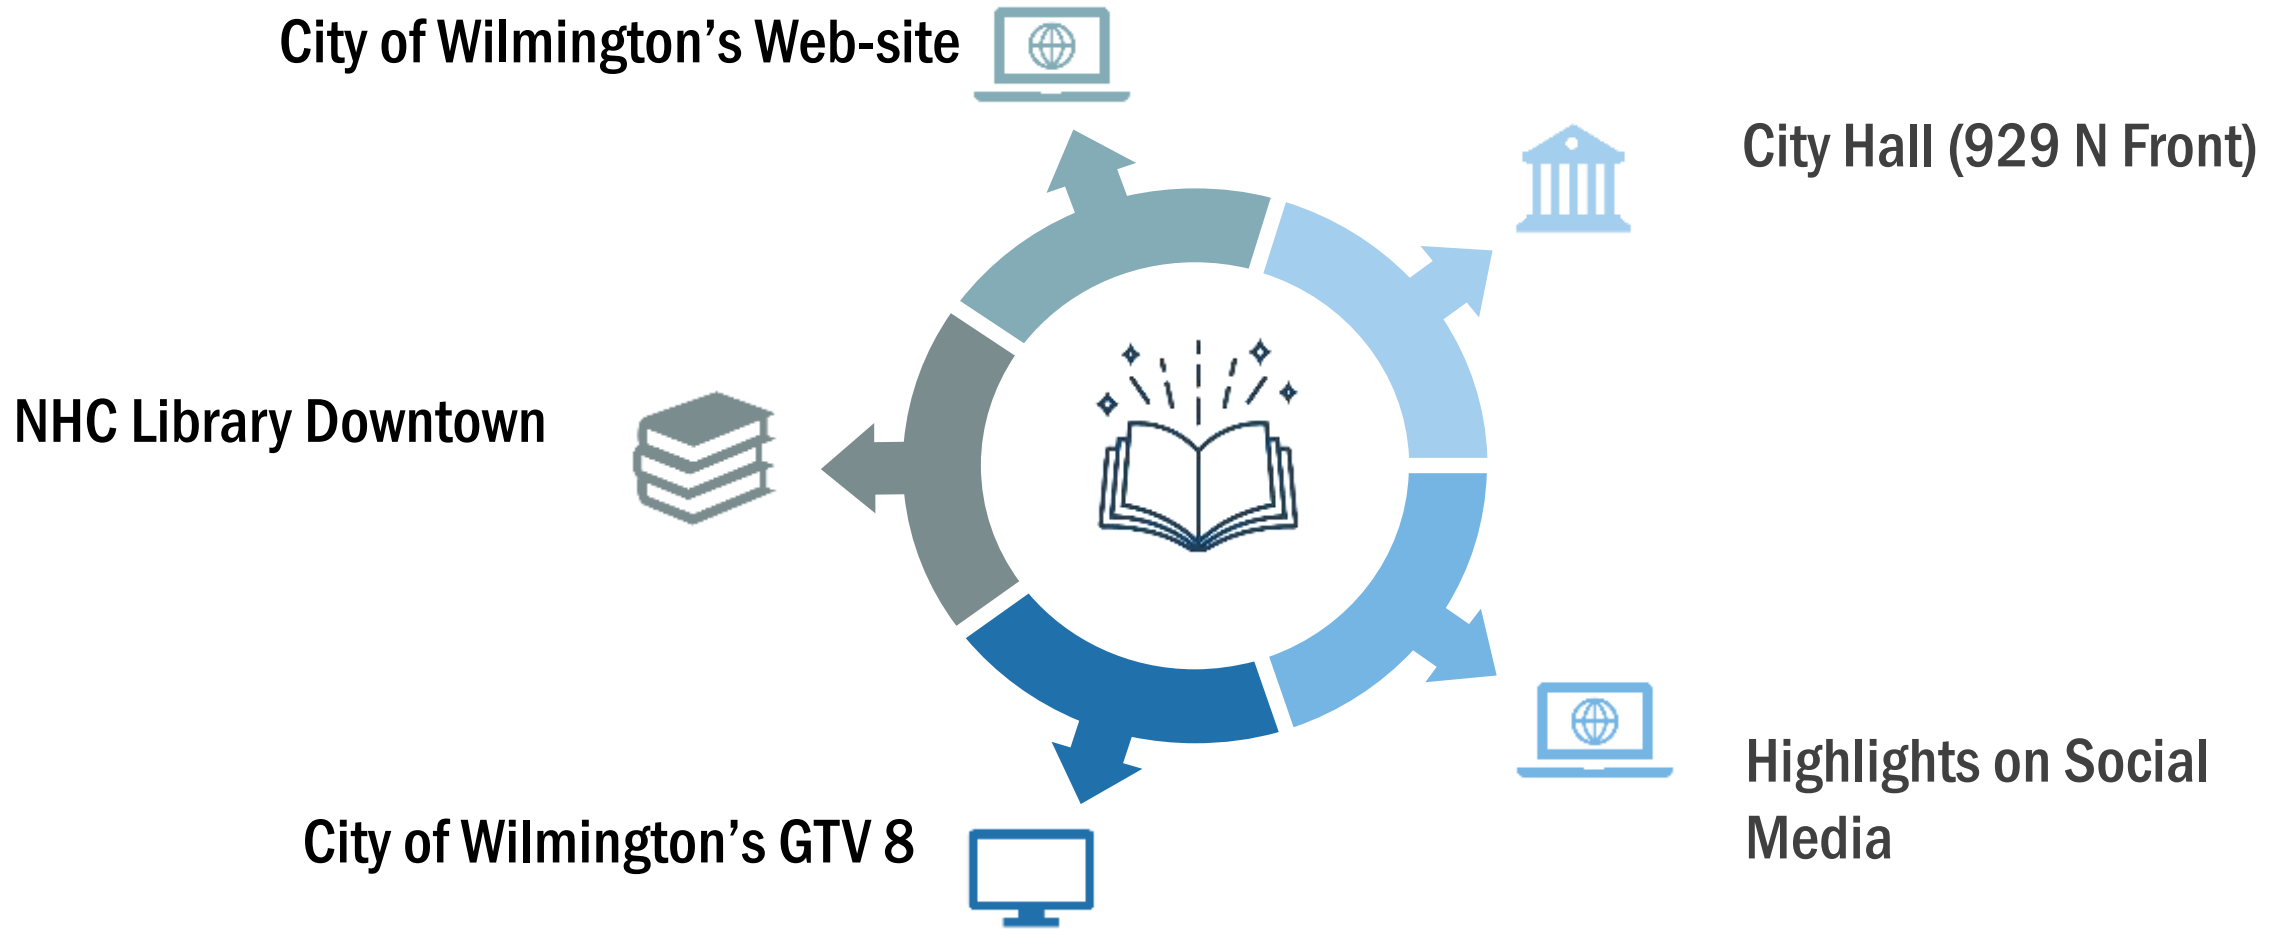 City of Wilmington’s Web-site
City Hall (929 N Front)
NHC Library Downtown
Highlights on Social
Media
City of Wilmington’s GTV 8